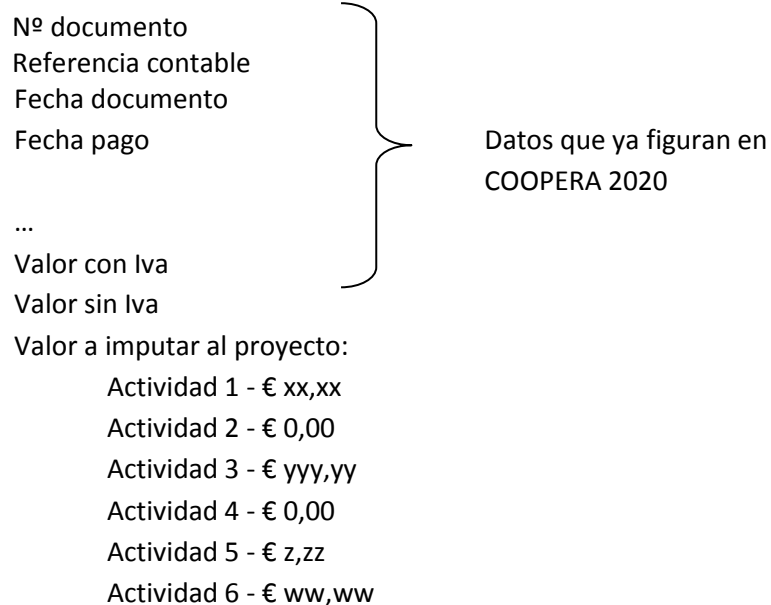 Nº documento
Referencia contable
Fecha documento
Fecha pago
Datos que ya figuran en
COOPERA 2020
…
Valor con Iva
Valor sin Iva
Valor a imputar al proyecto:
Actividad 1 - € xx,xx
Actividad 2 - € 0,00
Actividad 3 - € yyy,yy
Actividad 4 - € 0,00
Actividad 5 - € z,zz
Actividad 6 - € ww,ww